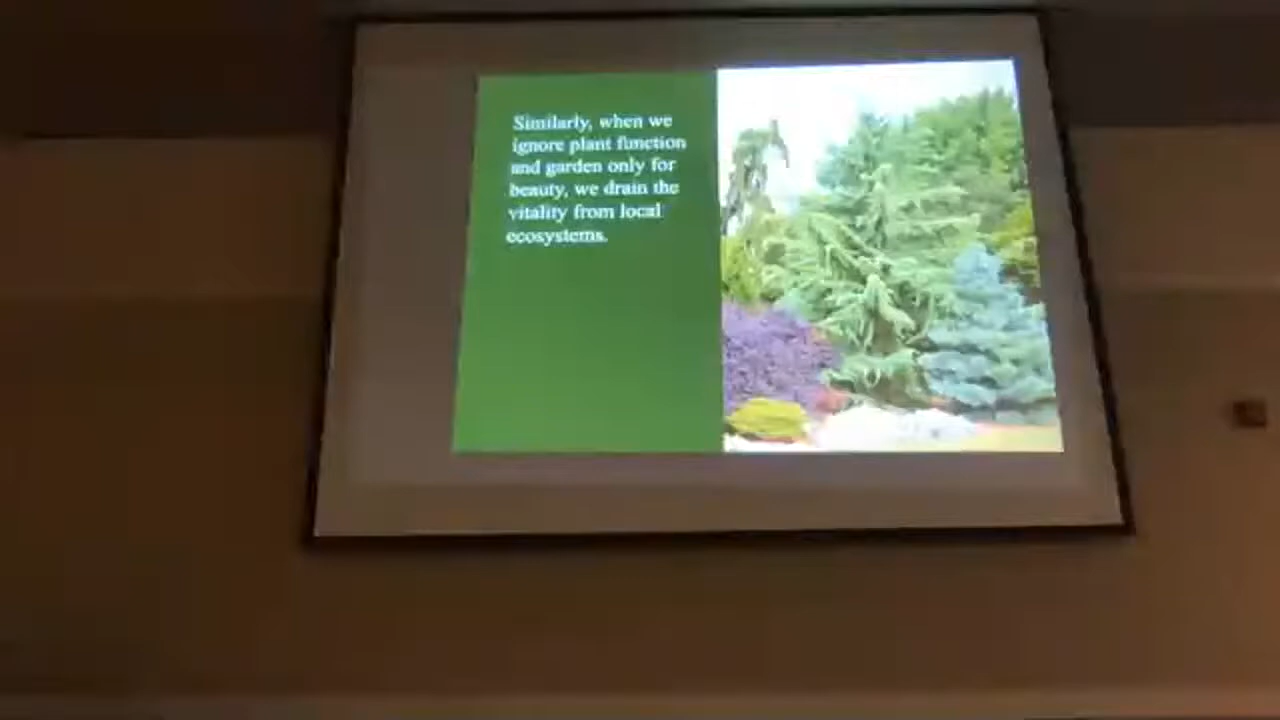 Similarly, when we
ignore plant function
and garden only for
beauty, we drain the
vitality from local
ecosystems.